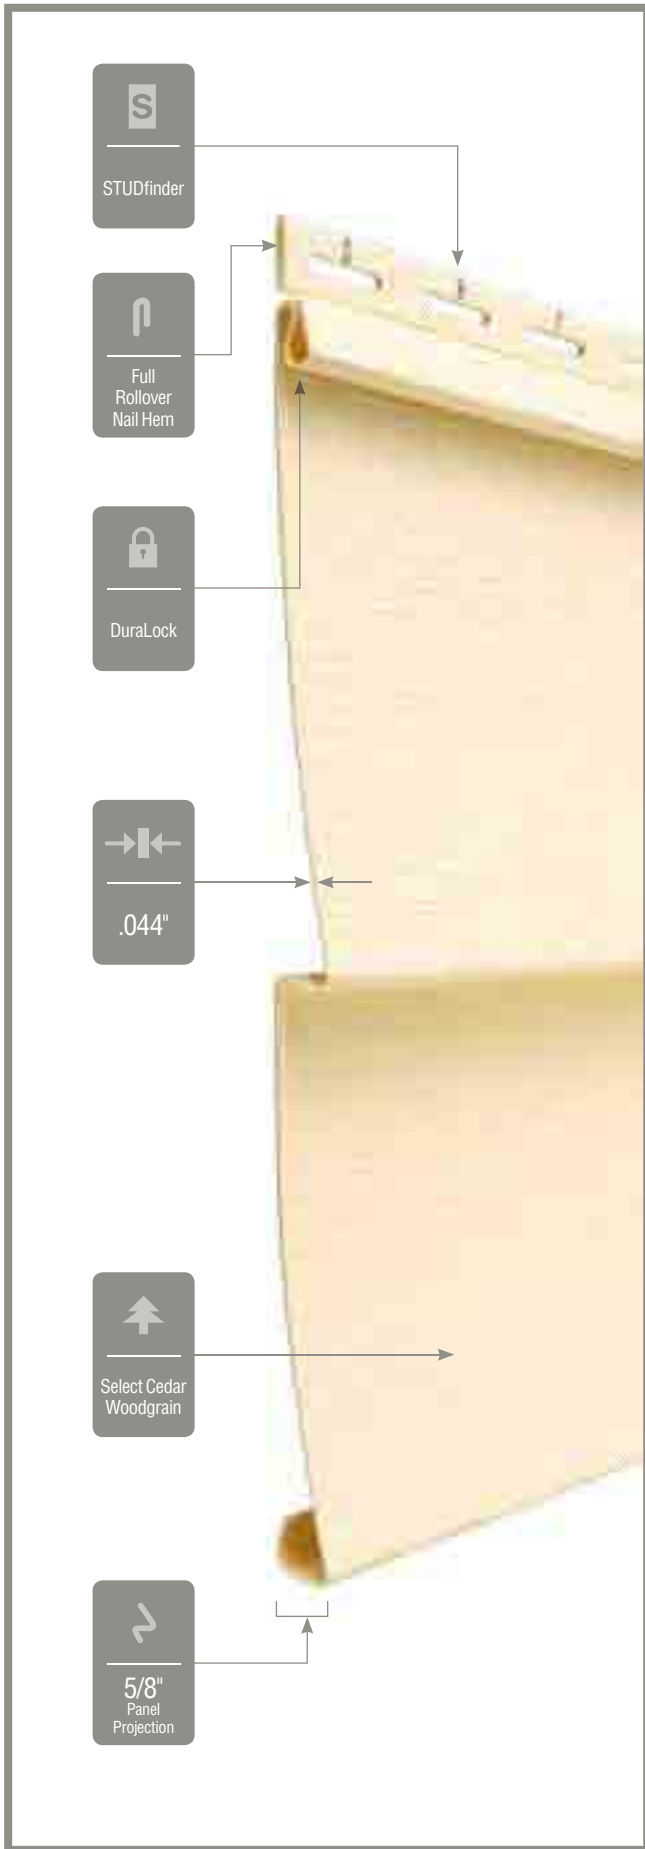 S
STUDfinder
Full
Rollover
Nail Hem
DuraLock
.044"
Select Cedar
Woodgrain
5/8"
Panel
Projection